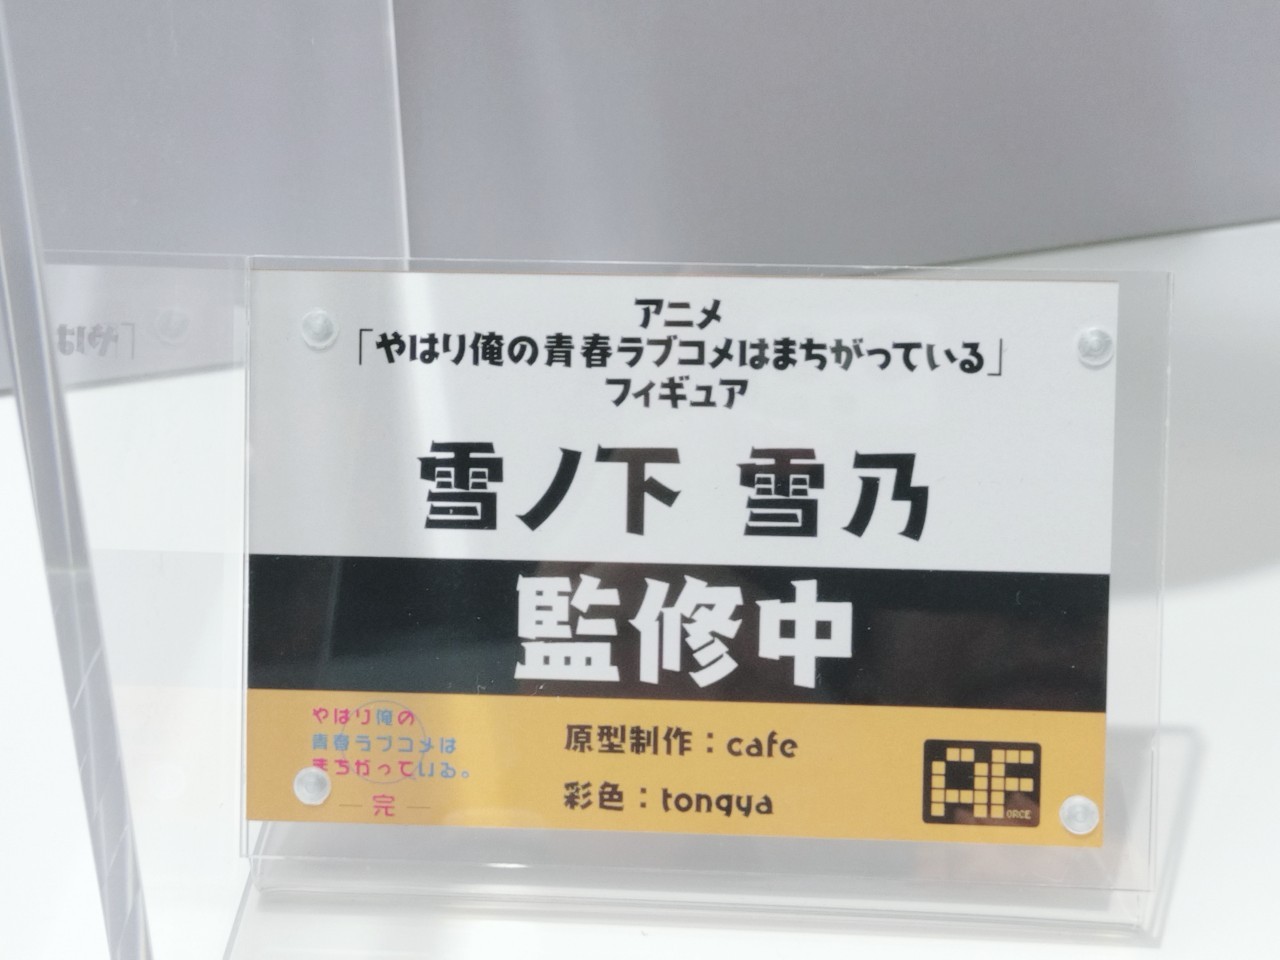 アニメ
「やはり俺の青春ラブコメはまちがっている」
フィギュア
雪ノ下 雪乃
監修中
やはり俺の
青春ラブコメは
まちがっている。
―完―
原型制作：cafe
彩色：tongya
AF
ORCE